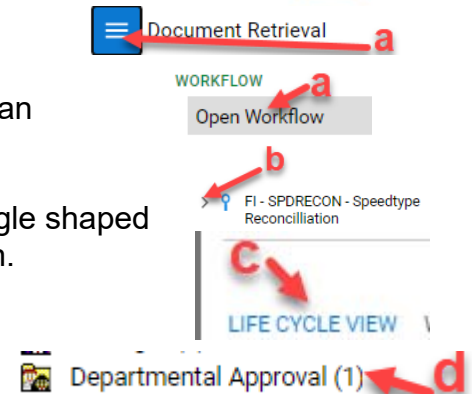 Document Retrieval
a
WORKFLOW
a
an
Open Workflow
b
FI - SPDRECON - Speedtype
Reconcilliation
gle shaped
C
LIFE CYCLE VIEW
Departmental Approval (1)
d